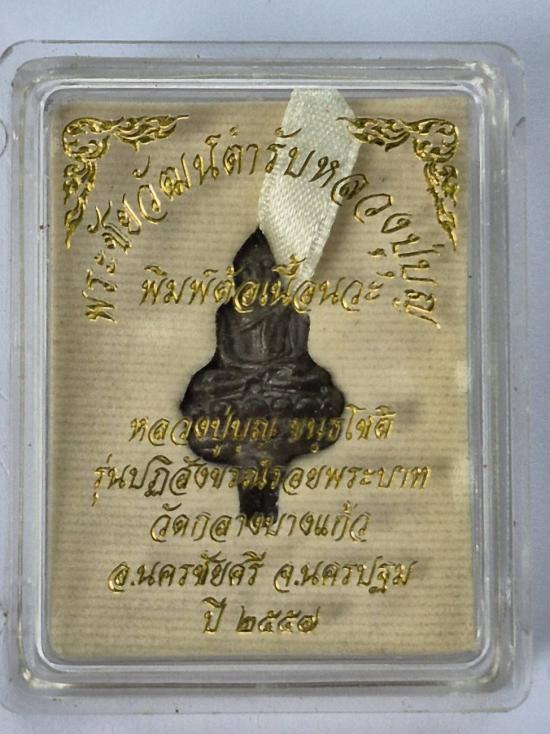 พระชัยวัฒน์ตำรับหลวงปู่บุญ
พิมพ์ต้อเนื้อนวะ
หลวงปู่บุญ ขนฺธโชติ
รุ่นปฏิสังขรณ์รอยพระบาท
วัดกลางบางแก้ว
อ.นครชัยศรี จ.นครปฐม
ปี ๒๕๕๗